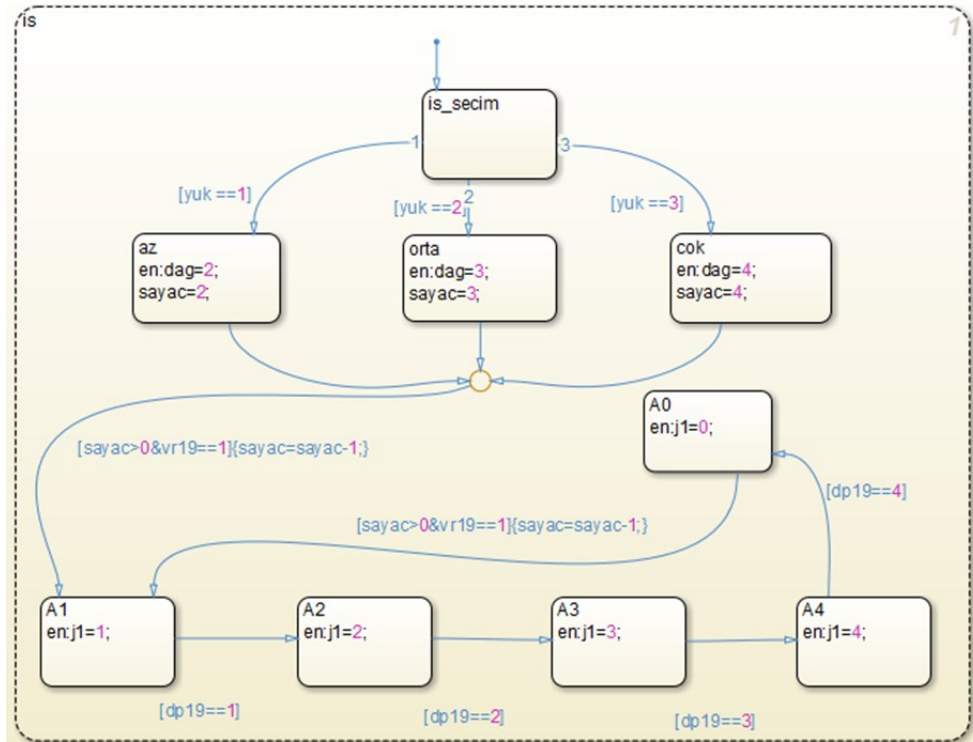 is
1
is_secim
1
3
2
[yuk ==1]
[yuk ==2]
[yuk ==3]
az
en:dag=2;
sayac=2;
orta
en:dag=3;
sayac=3;
cok
en:dag=4;
sayac=4;
A0
en:j1=0;
[sayac>0&vr19==1]{sayac=sayac-1;}
[dp19==4]
[sayac>0&vr19==1]{sayac=sayac-1;}
A1
en:j1=1;
A2
en:j1=2;
A3
en:j1=3;
A4
en:j1=4;
[dp19==1]
[dp19==2]
[dp19==3]